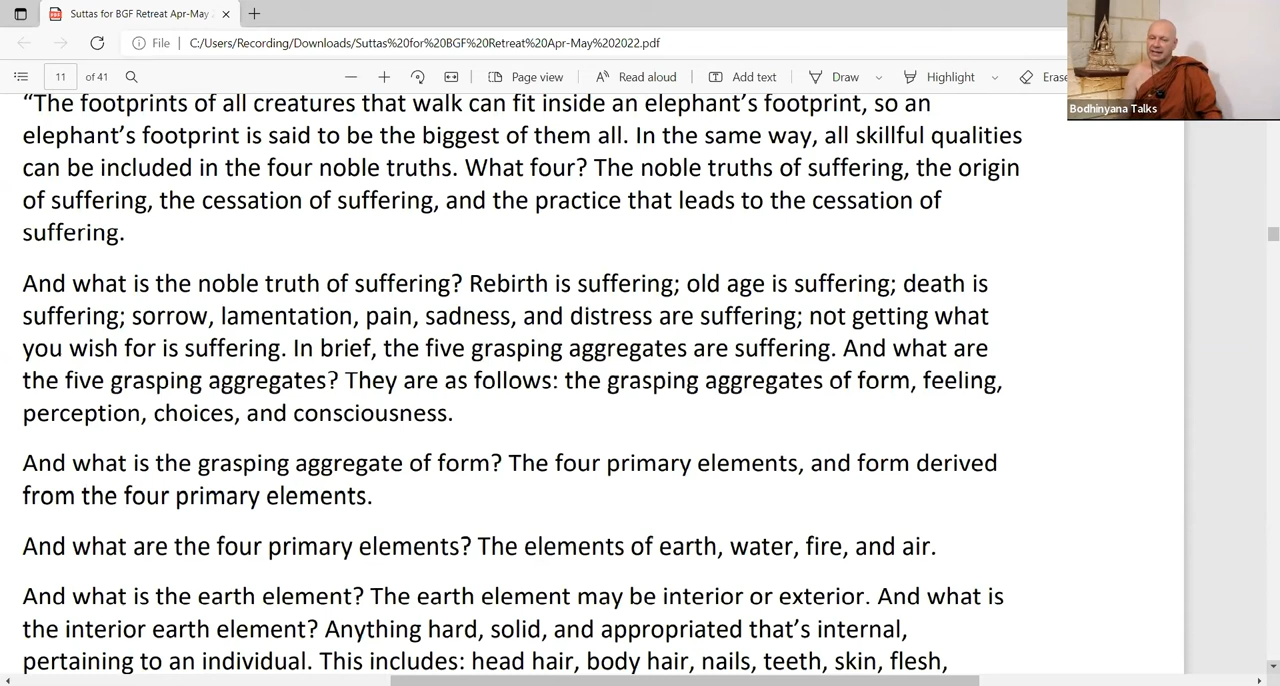 Suttas for BGF Retreat Apr-May
File C:/Users/Recording/Downloads/Suttas%20for%20BGF%20Retreat%20Apr-May%202022.pdf
11 of 41 Page view Read aloud Add text Draw Highlight Erase
Bodhinyana Talks
“The footprints of all creatures that walk can fit inside an elephant’s footprint, so an
elephant’s footprint is said to be the biggest of them all. In the same way, all skillful qualities
can be included in the four noble truths. What four? The noble truths of suffering, the origin
of suffering, the cessation of suffering, and the practice that leads to the cessation of
suffering.
And what is the noble truth of suffering? Rebirth is suffering; old age is suffering; death is
suffering; sorrow, lamentation, pain, sadness, and distress are suffering; not getting what
you wish for is suffering. In brief, the five grasping aggregates are suffering. And what are
the five grasping aggregates? They are as follows: the grasping aggregates of form, feeling,
perception, choices, and consciousness.
And what is the grasping aggregate of form? The four primary elements, and form derived
from the four primary elements.
And what are the four primary elements? The elements of earth, water, fire, and air.
And what is the earth element? The earth element may be interior or exterior. And what is
the interior earth element? Anything hard, solid, and appropriated that’s internal,
pertaining to an individual. This includes: head hair, body hair, nails, teeth, skin, flesh,